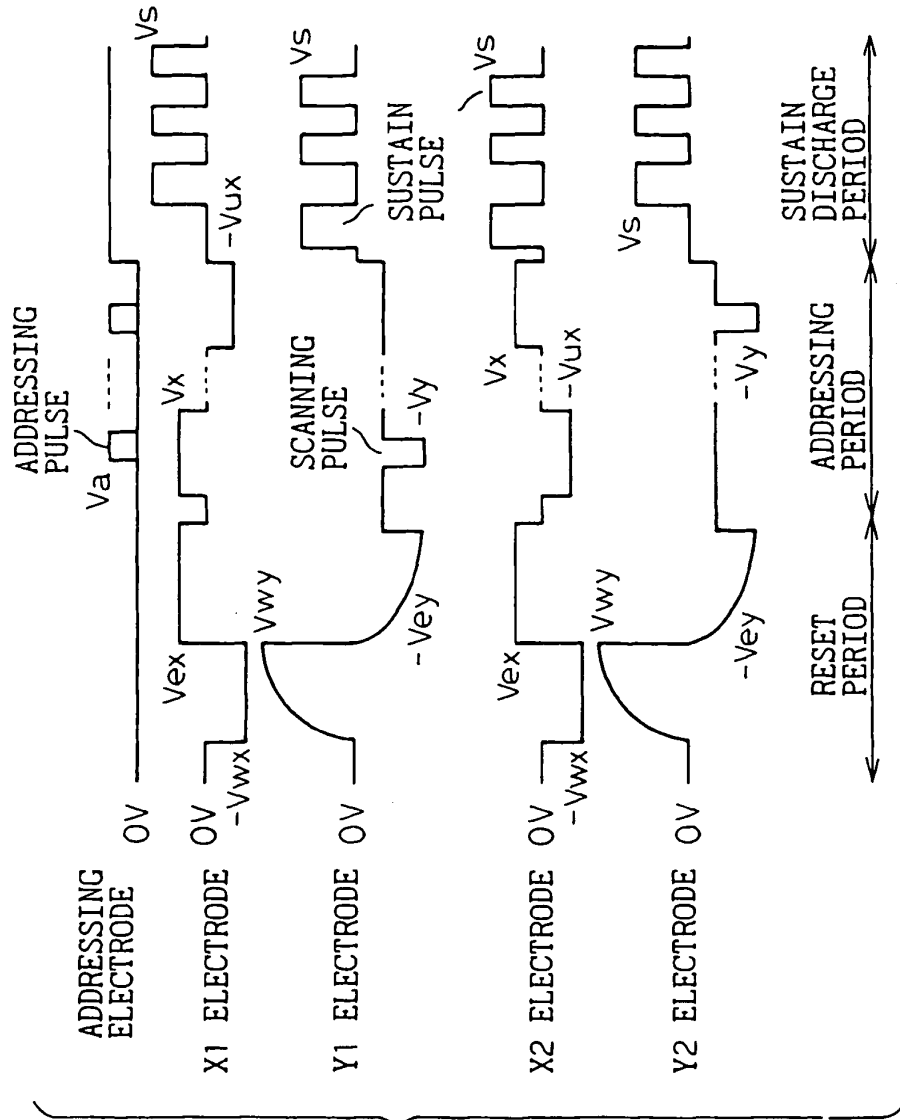 ADDRESSING
ELECTRODE
0V
Va
ADDRESSING
PULSE
X1 ELECTRODE
0V
-Vwx
Vex
Vx
-Vux
Vs
Y1 ELECTRODE
0V
Vwy
-Vey
SCANNING
PULSE
-Vy
SUSTAIN
PULSE
Vs
X2 ELECTRODE
0V
-Vwx
Vex
Vx
-Vux
Vs
Y2 ELECTRODE
0V
Vwy
-Vey
-Vy
Vs
RESET
PERIOD
ADDRESSING
PERIOD
SUSTAIN
DISCHARGE
PERIOD